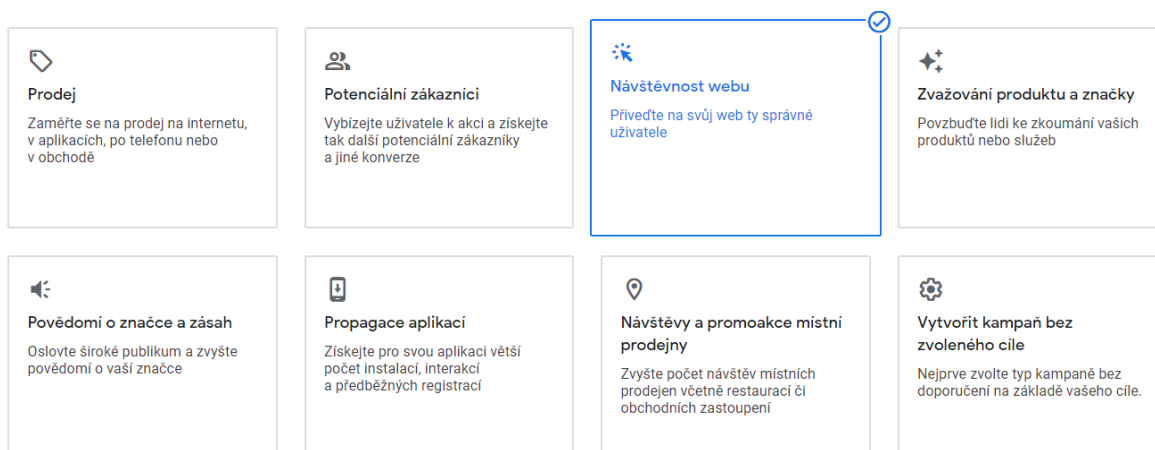 Prodej
Zaměřte se na prodej na internetu,
v aplikacích, po telefonu nebo
v obchodě
Potenciální zákazníci
Vybízejte uživatele k akci a získejte
tak další potenciální zákazníky
a jiné konverze
Návštěvnost webu
Přiveďte na svůj web ty správné
uživatele
Zvažování produktu a značky
Povzbuďte lidi ke zkoumání vašich
produktů nebo služeb
Povědomí o značce a zásah
Oslovte široké publikum a zvyšte
povědomí o vaší značce
Propagace aplikací
Získejte pro svou aplikaci větší
počet instalací, interakcí
a předběžných registrací
Návštěvy a promoakce místní
prodejny
Zvyšte počet návštěv místních
prodejen včetně restaurací či
obchodních zastoupení
Vytvořit kampaň bez
zvoleného cíle
Nejprve zvolte typ kampaně bez
doporučení na základě vašeho cíle.